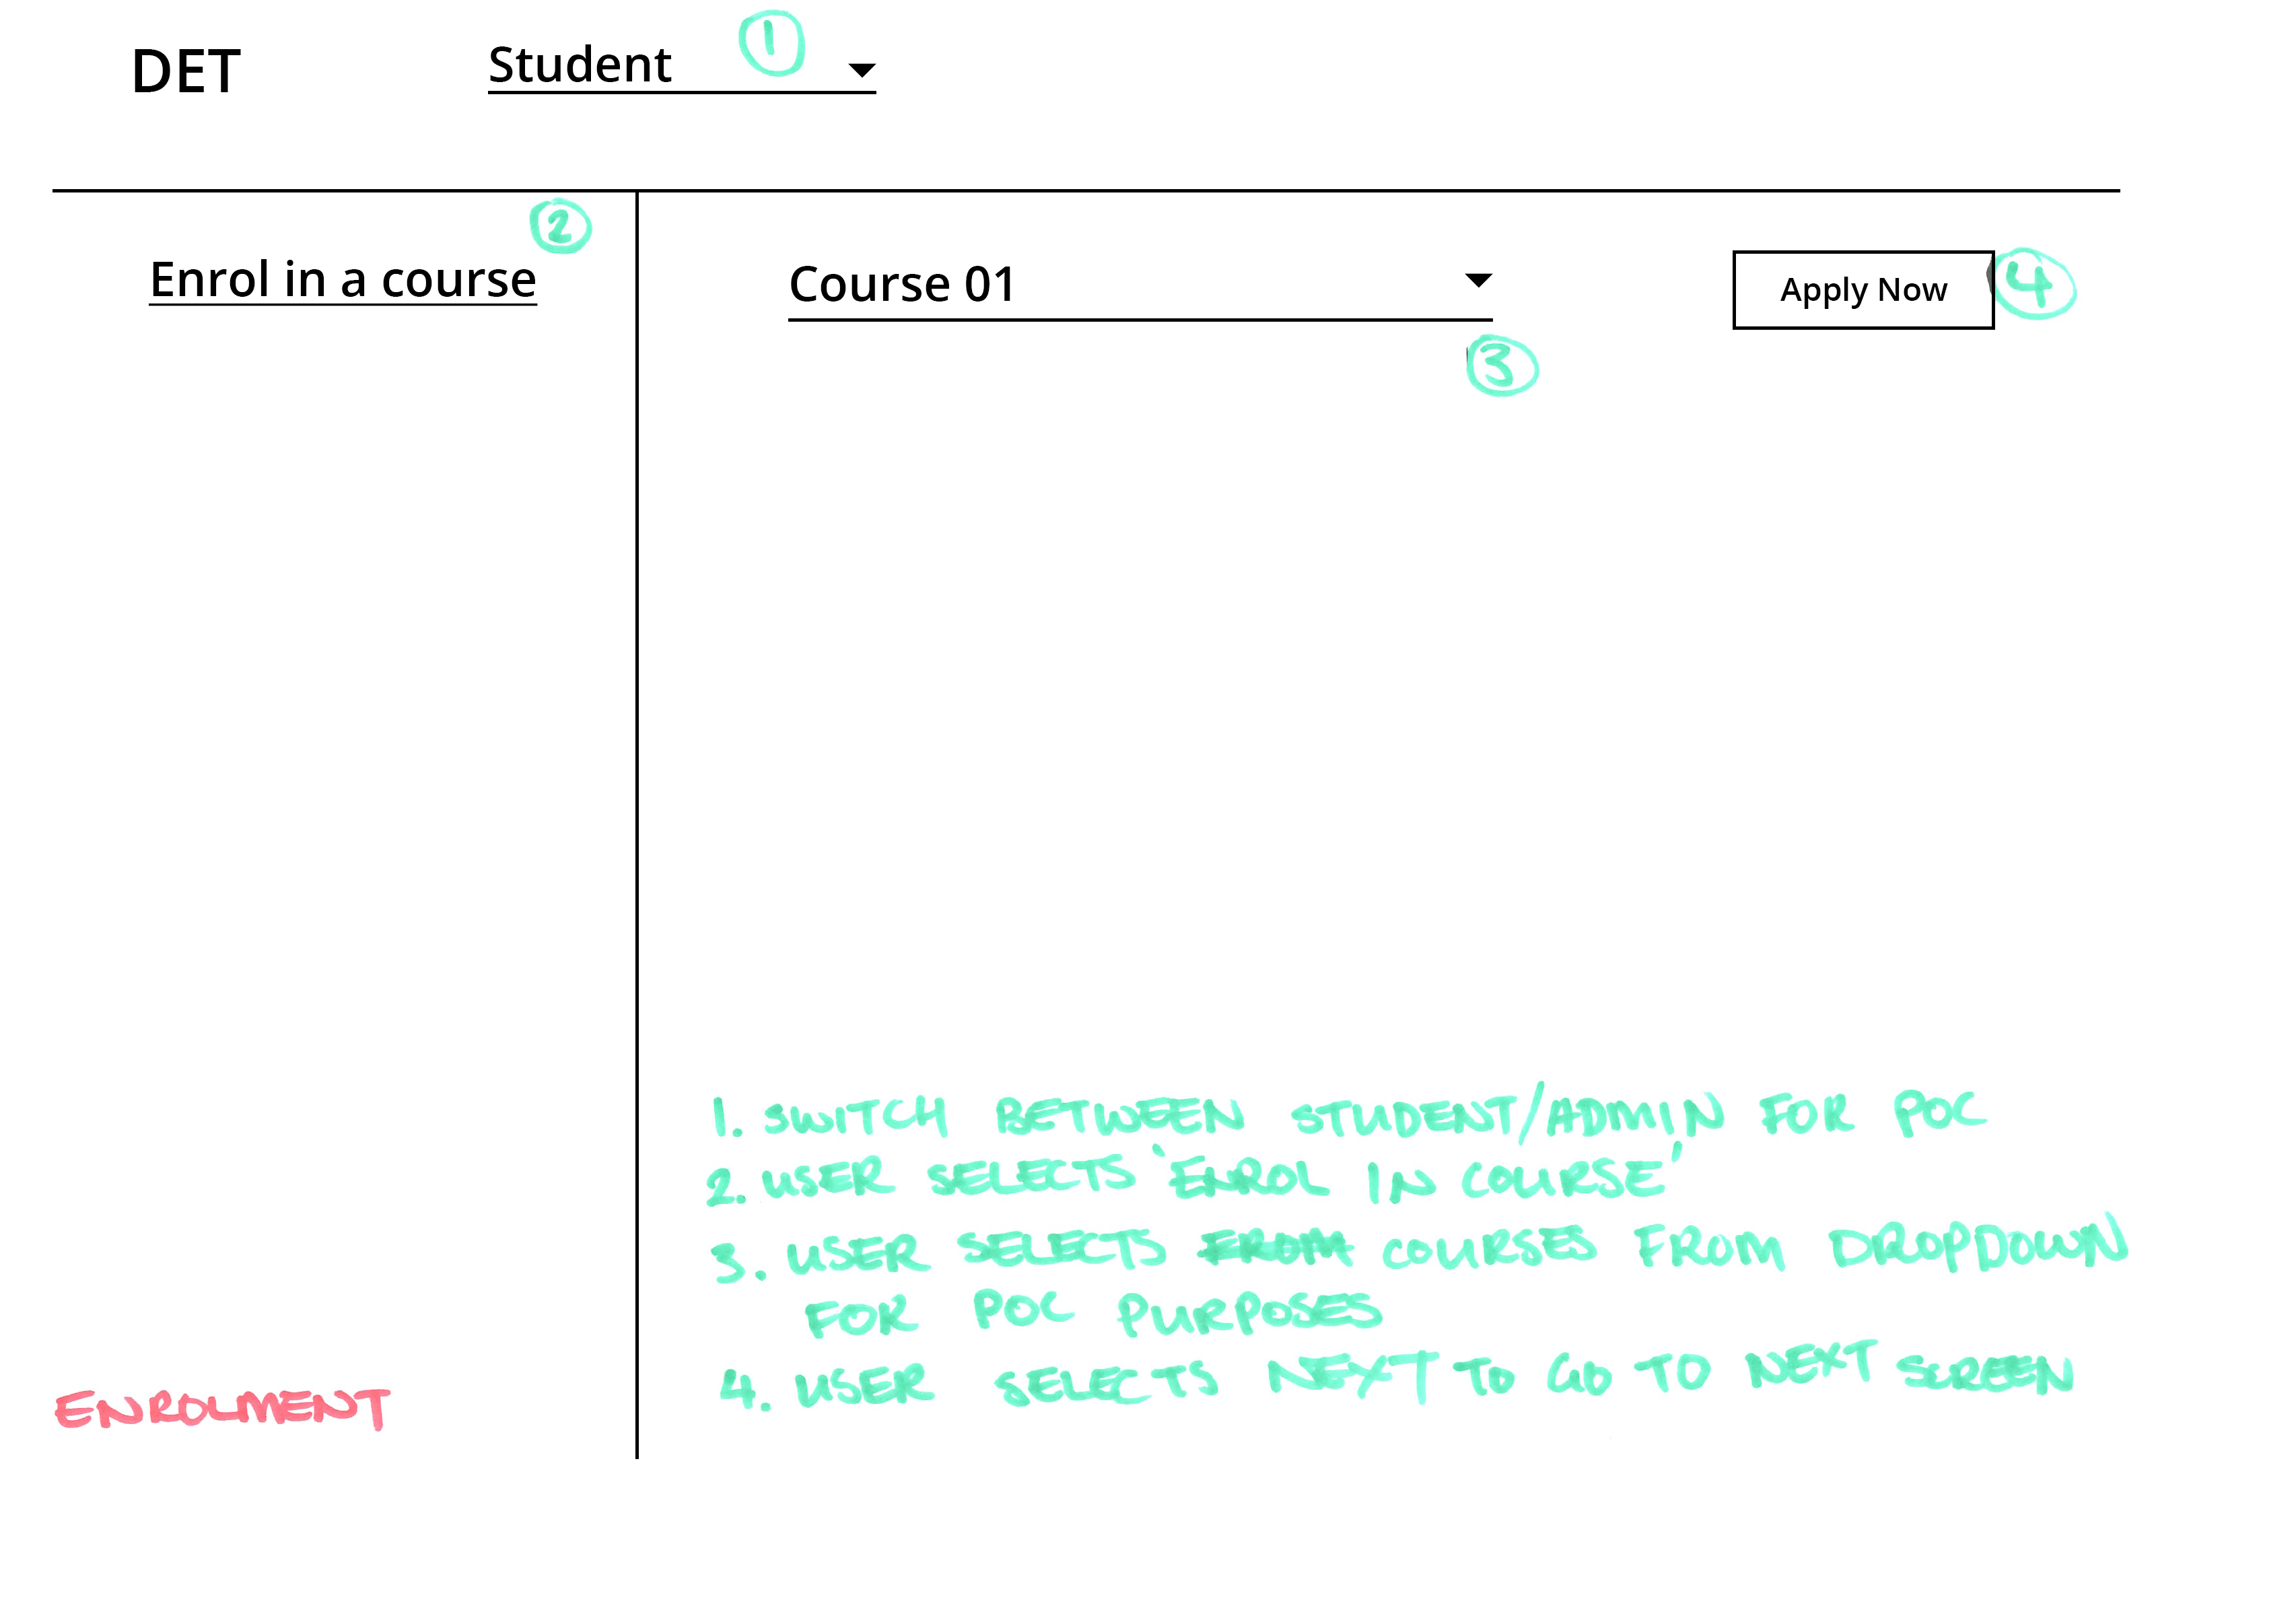 DET
Student
1
2
Enrol in a course
Course 01
Apply Now
4
3
1. SWITCH BETWEEN STUDENT/ADMIN FOR POC
2. USER SELECTS 'ENROL IN COURSE'
3. USER SELECTS FROM COURSES FROM DROPDOWN
FOR POC PURPOSES
4. USER SELECTS NEXT TO GO TO NEXT SREEN
ENROLMENT